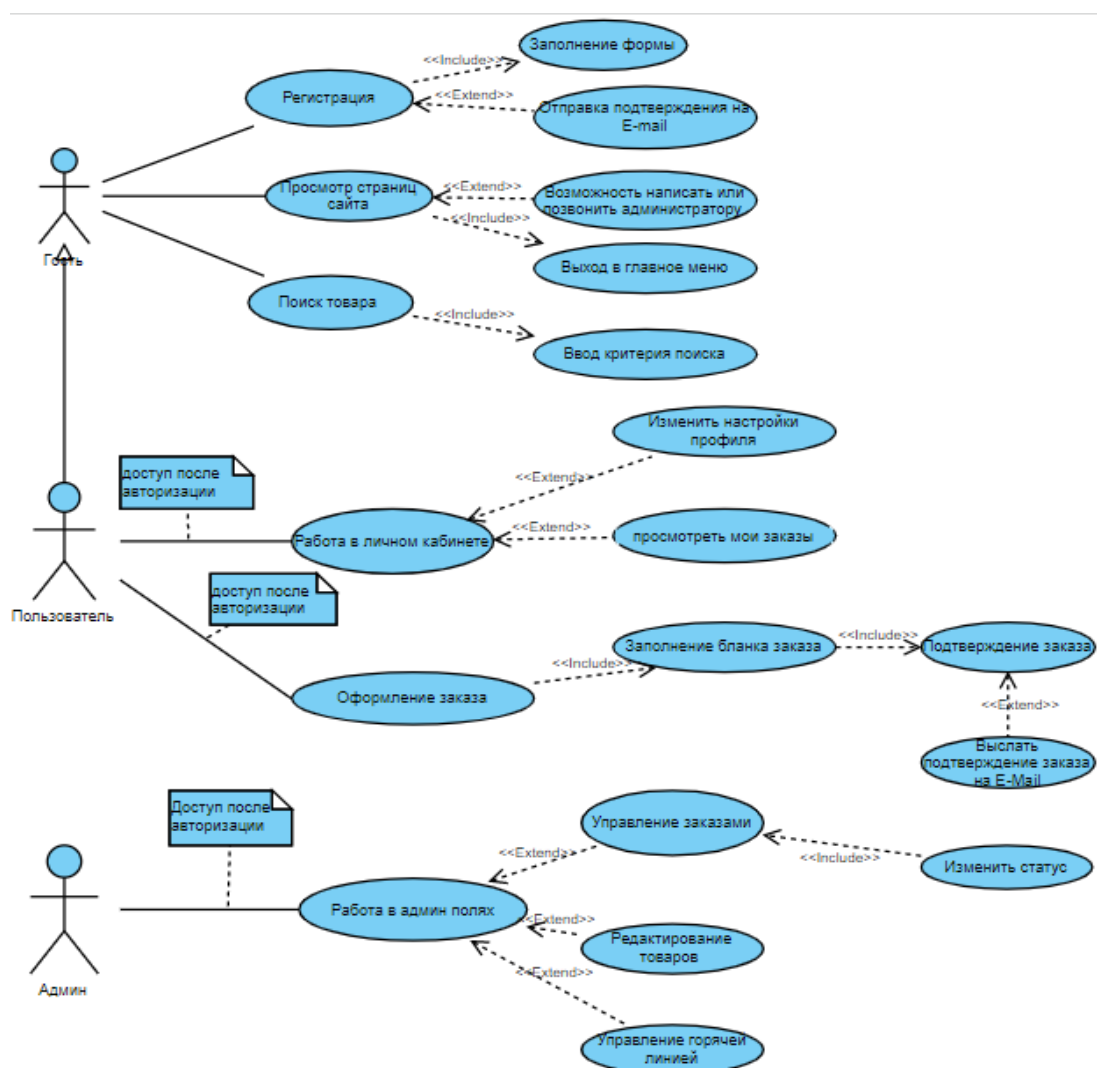 Заполнение формы
<<Include>>
Регистрация
<<Extend>>
Отправка подтверждения на
E-mail
Просмотр страниц
сайта
<<Extend>>
Возможность написать или
позвонить администратору
<<Include>>
Выход в главное меню
Гость
Поиск товара
<<Include>>
Ввод критерия поиска
Изменить настройки
профиля
доступ после
авторизации
<<Extend>>
Работа в личном кабинете
<<Extend>>
просмотреть мои заказы
доступ после
авторизации
Пользователь
Заполнение бланка заказа
<<Include>>
Подтверждение заказа
<<Include>>
Оформление заказа
<<Extend>>
Выслать
подтверждение заказа
на E-Mail
Доступ после
авторизации
Управление заказами
<<Extend>>
<<Include>>
Изменить статус
Работа в админ полях
<<Extend>>
Редактирование
товаров
<<Extend>>
Админ
Управление горячей
линией